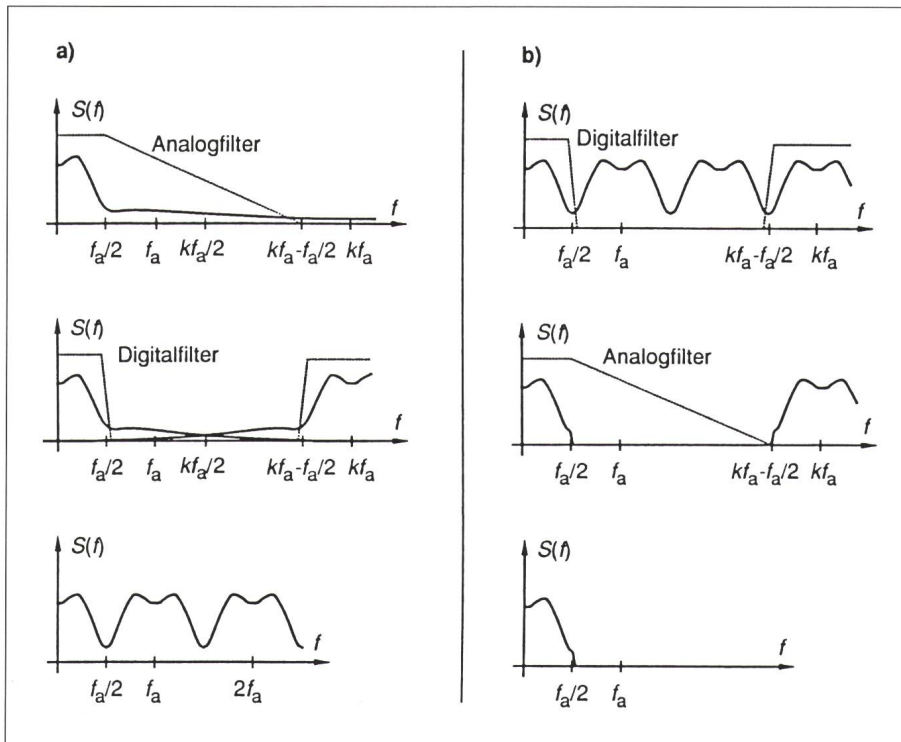 a)
S(f)
Analogfilter
f
fa/2 fa kfa/2 kfa-fa/2 kfa
S(f)
Digitalfilter
f
fa/2 fa kfa/2 kfa-fa/2 kfa
S(f)
f
fa/2 fa 2fa
b)
S(f)
Digitalfilter
f
fa/2 fa kfa-fa/2 kfa
S(f)
Analogfilter
f
fa/2 fa kfa-fa/2 kfa
S(f)
f
fa/2 fa